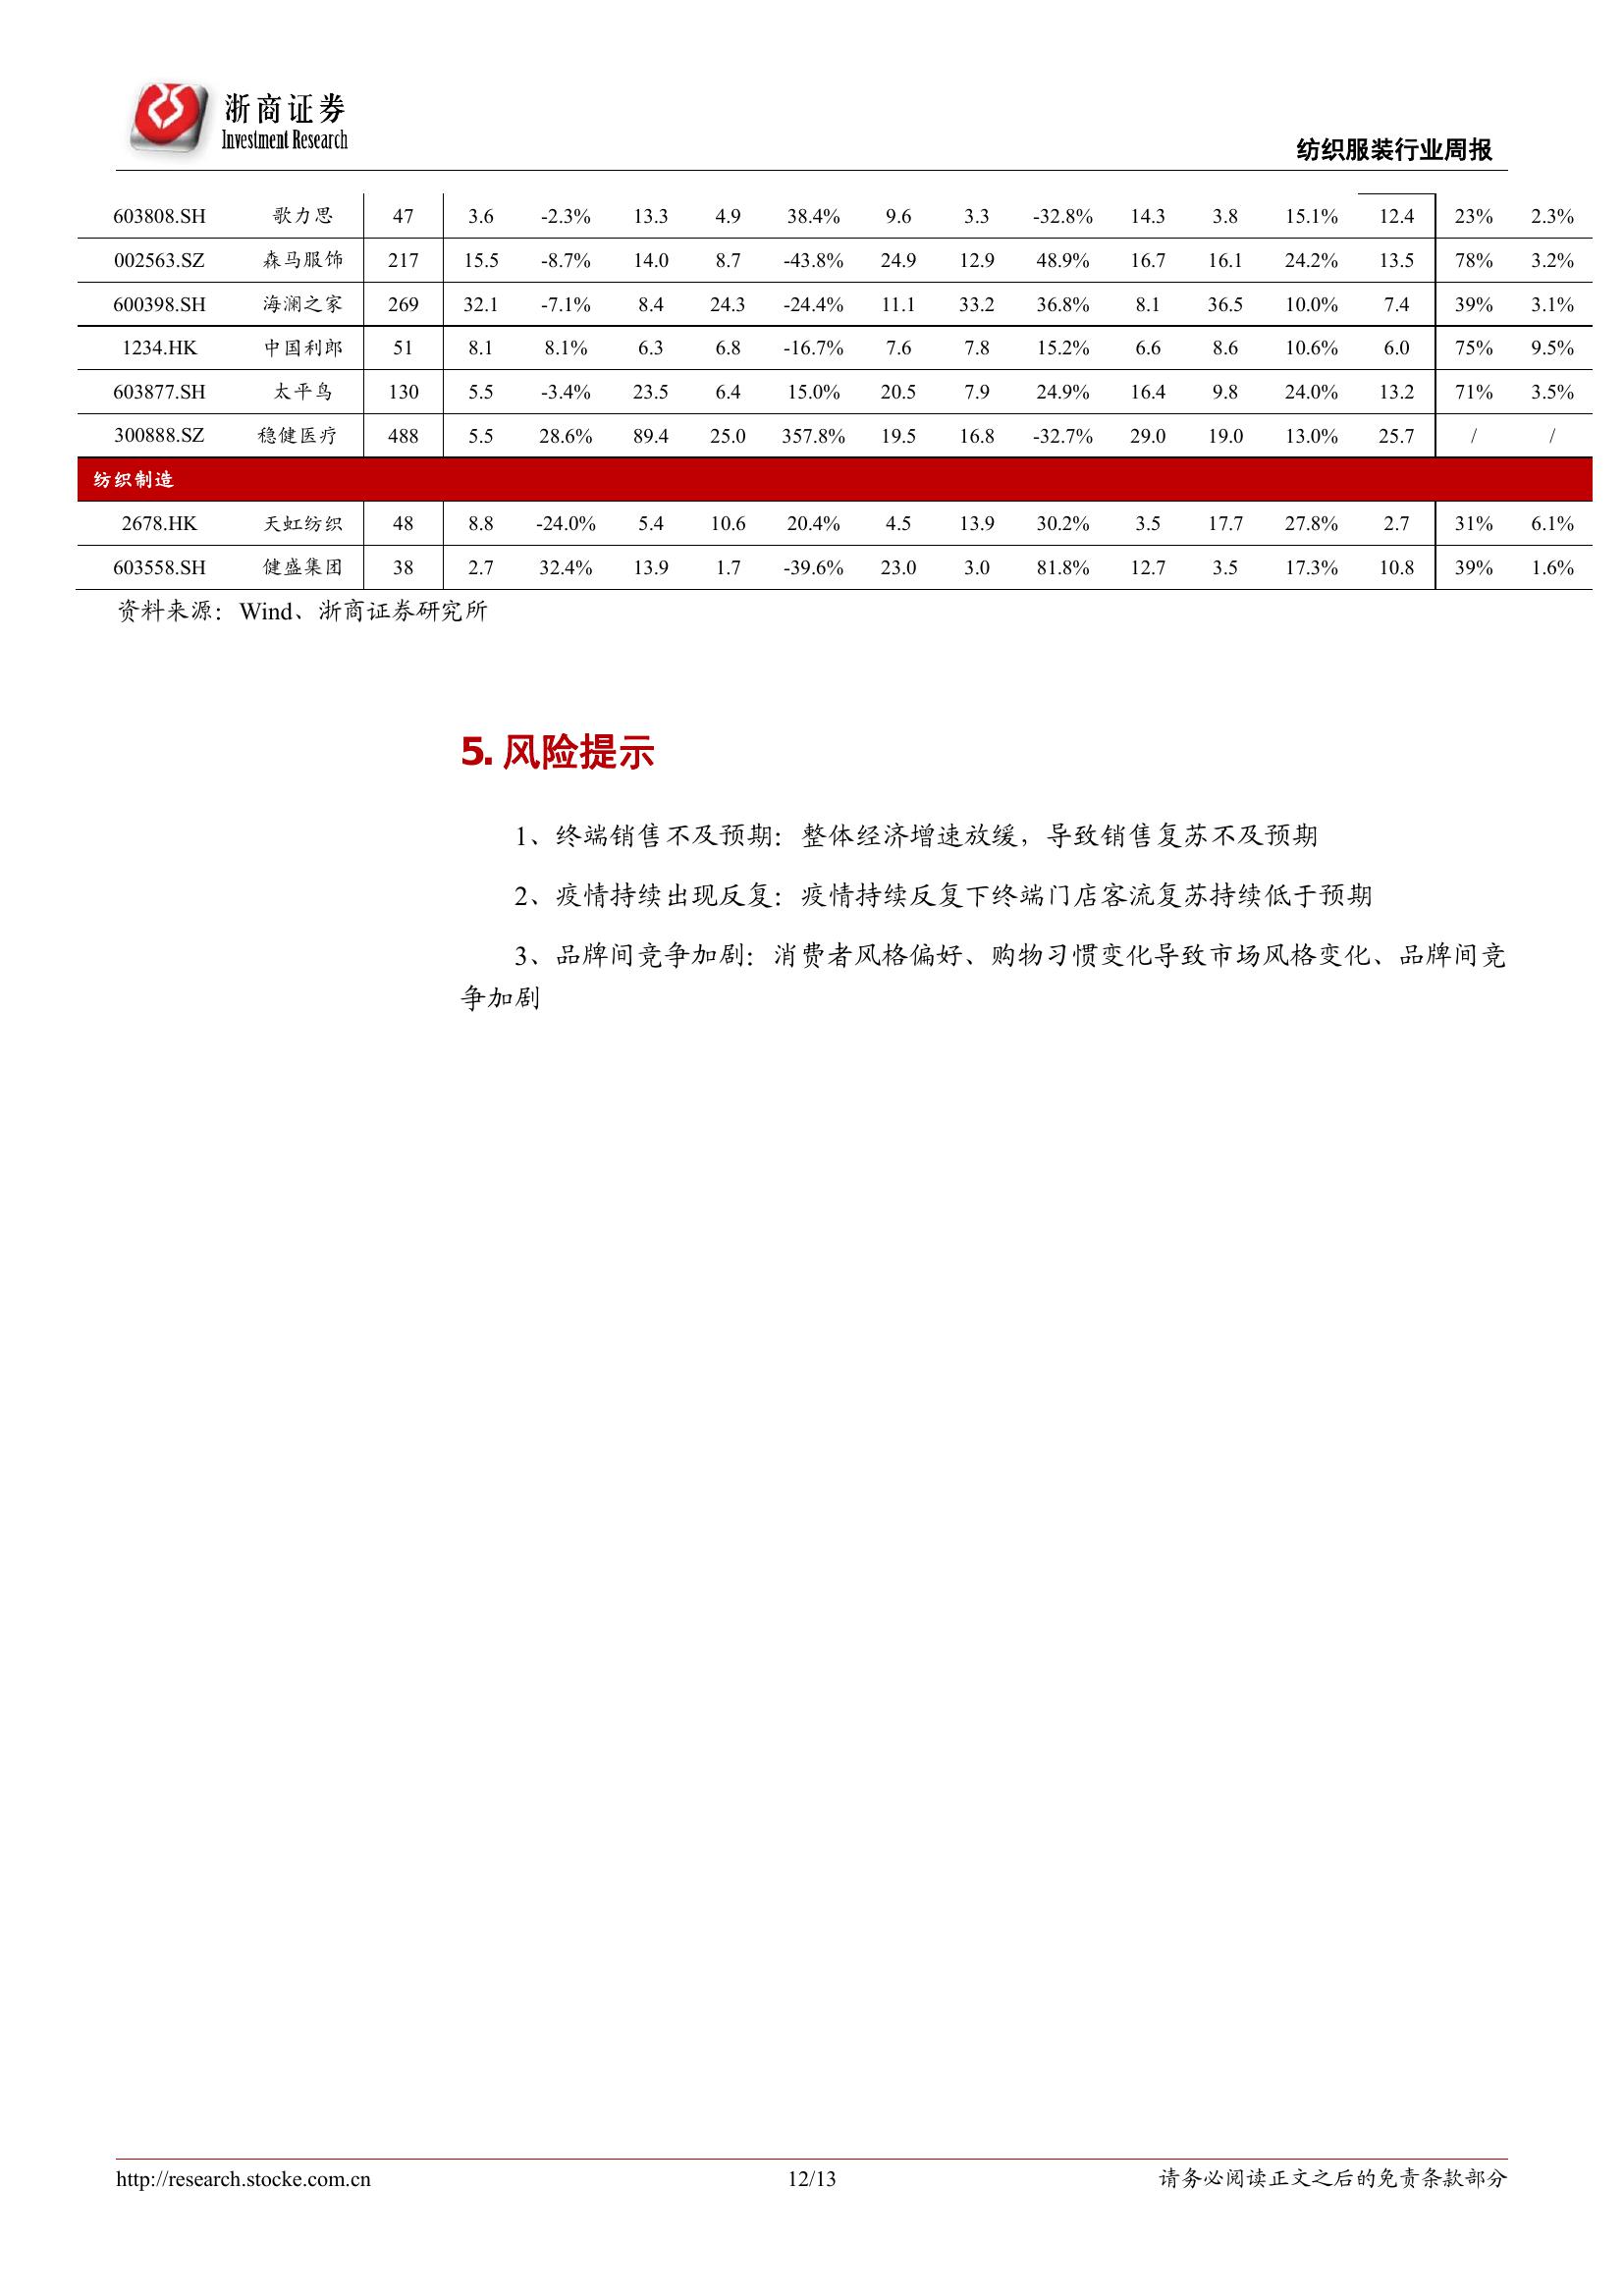 浙商证券
Investment Research
纺织服装行业周报
603808.SH 歌力思 47 3.6 -2.3% 13.3 4.9 38.4% 9.6 3.3 -32.8% 14.3 3.8 15.1% 12.4 23% 2.3%
002563.SZ 森马服饰 217 15.5 -8.7% 14.0 8.7 -43.8% 24.9 12.9 48.9% 16.7 16.1 24.2% 13.5 78% 3.2%
600398.SH 海澜之家 269 32.1 -7.1% 8.4 24.3 -24.4% 11.1 33.2 36.8% 8.1 36.5 10.0% 7.4 39% 3.1%
1234.HK 中国利郎 51 8.1 8.1% 6.3 6.8 -16.7% 7.6 7.8 15.2% 6.6 8.6 10.6% 6.0 75% 9.5%
603877.SH 太平鸟 130 5.5 -3.4% 23.5 6.4 15.0% 20.5 7.9 24.9% 16.4 9.8 24.0% 13.2 71% 3.5%
300888.SZ 稳健医疗 488 5.5 28.6% 89.4 25.0 357.8% 19.5 16.8 -32.7% 29.0 19.0 13.0% 25.7 / /
纺织制造
2678.HK 天虹纺织 48 8.8 -24.0% 5.4 10.6 20.4% 4.5 13.9 30.2% 3.5 17.7 27.8% 2.7 31% 6.1%
603558.SH 健盛集团 38 2.7 32.4% 13.9 1.7 -39.6% 23.0 3.0 81.8% 12.7 3.5 17.3% 10.8 39% 1.6%
资料来源：Wind、浙商证券研究所
5. 风险提示
1、终端销售不及预期：整体经济增速放缓，导致销售复苏不及预期
2、疫情持续出现反复：疫情持续反复下终端门店客流复苏持续低于预期
3、品牌间竞争加剧：消费者风格偏好、购物习惯变化导致市场风格变化、品牌间竞
争加剧
http://research.stocke.com.cn 12/13 请务必阅读正文之后的免责条款部分